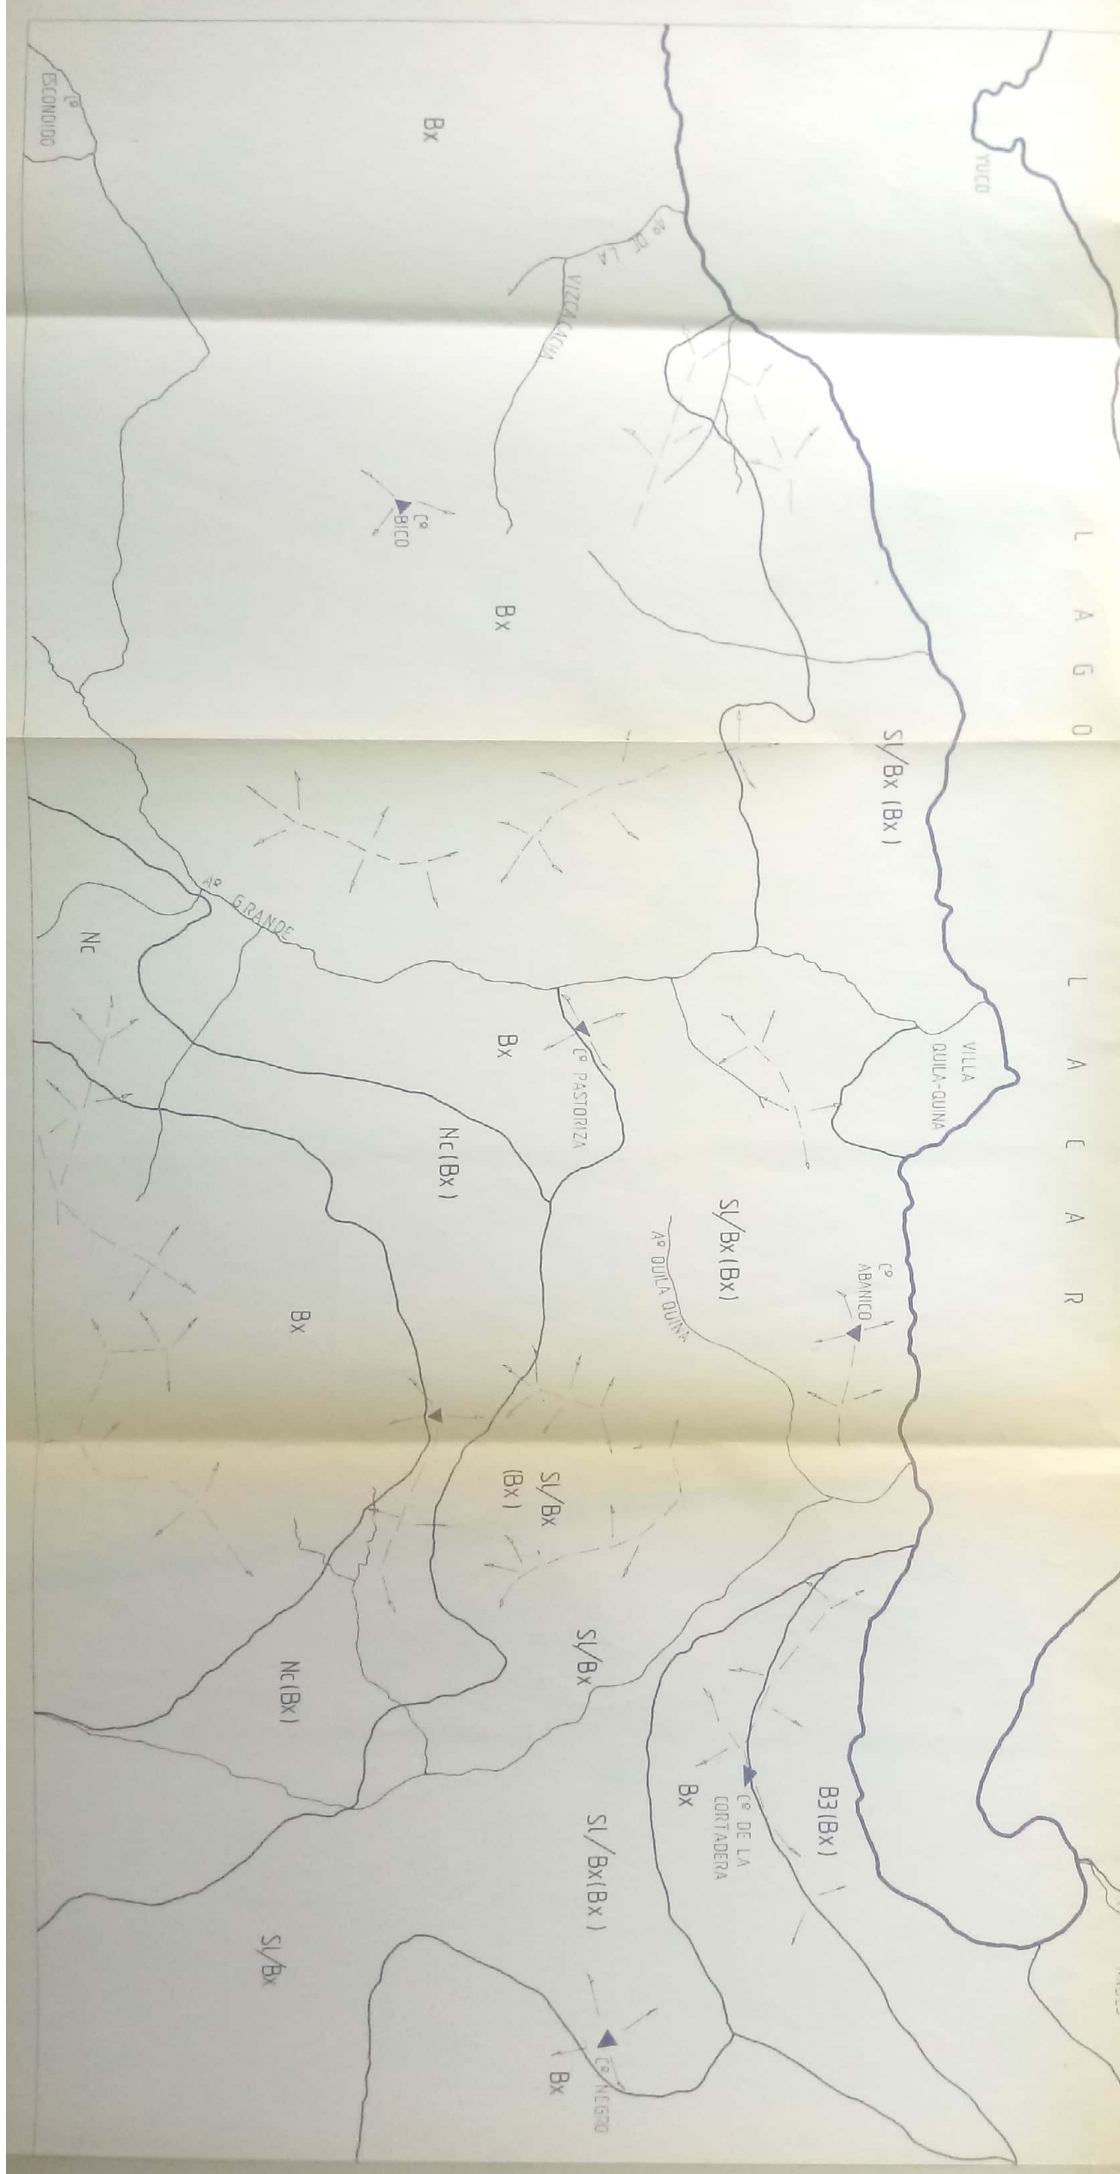 YUCO
L A G O L A C A R
Lº
ESCONDIDO
Bx
Aº DE LA VIZCACHA
Cº
BICO
Bx
Sl/Bx (Bx)
Aº GRANDE
Nc
VILLA
QUILA-QUINA
Bx
Cº PASTORIZA
Nc(Bx)
Sl/Bx(Bx)
Aº QUILA QUINA
Cº
ABANICO
Bx
Sl/Bx
(Bx)
Sl/Bx
Nc(Bx)
B3(Bx)
Cº DE LA
CORTADERA
Bx
Sl/Bx(Bx)
Sl/Bx
Cº NEGRO
Bx